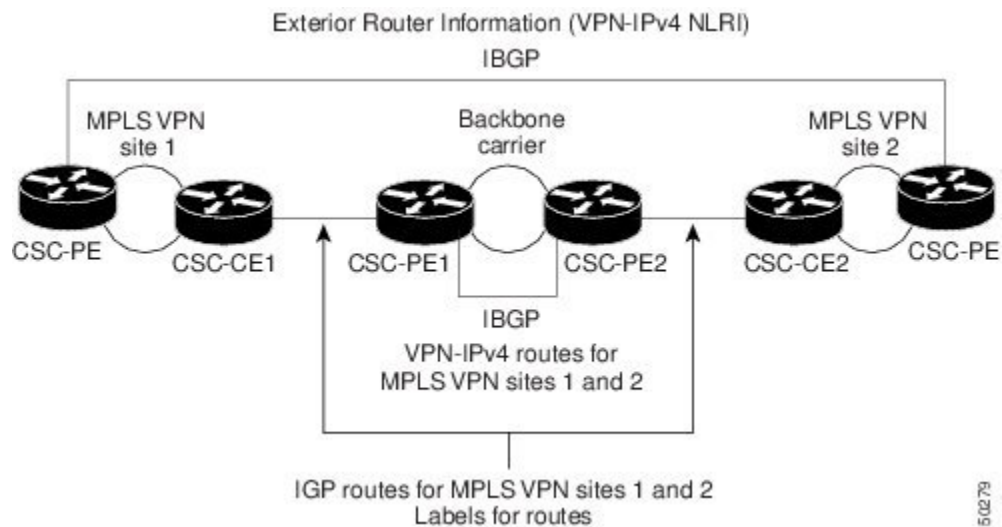 Exterior Router Information (VPN-IPv4 NLRI)
IBGP
MPLS VPN
site 1
Backbone
carrier
MPLS VPN
site 2
CSC-PE
CSC-CE1
CSC-PE1
CSC-PE2
CSC-CE2
CSC-PE
IBGP
VPN-IPv4 routes for
MPLS VPN sites 1 and 2
IGP routes for MPLS VPN sites 1 and 2
Labels for routes
50279